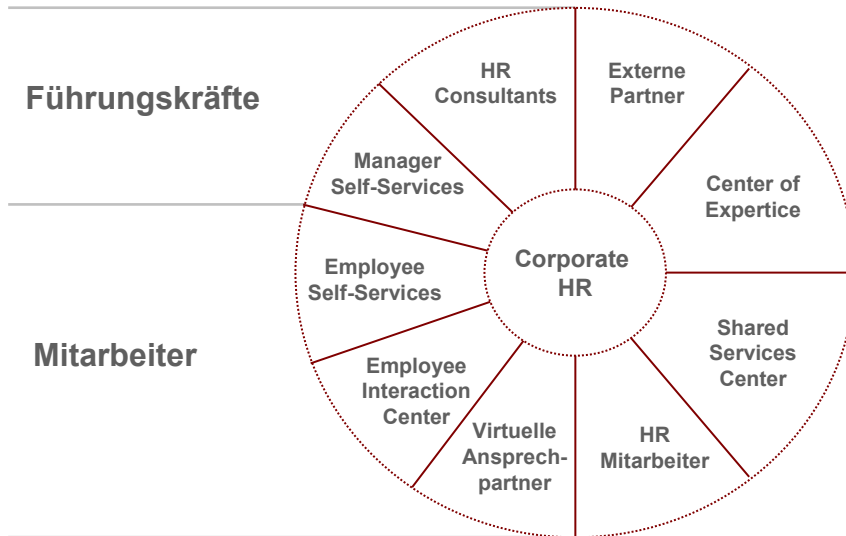 Führungskräfte
HR
Consultants
Externe
Partner
Manager
Self-Services
Center of
Expertice
Corporate
HR
Employee
Self-Services
Mitarbeiter
Shared
Services
Center
Employee
Interaction
Center
Virtuelle
Ansprech-
partner
HR
Mitarbeiter